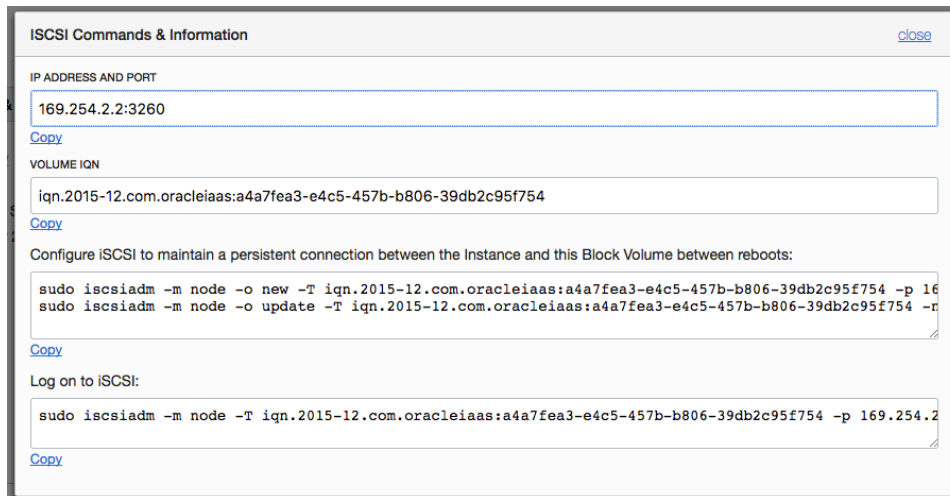 iSCSI Commands & Information
close
IP ADDRESS AND PORT
169.254.2.2:3260
Copy
VOLUME IQN
iqn.2015-12.com.oracleiaas:a4a7fea3-e4c5-457b-b806-39db2c95f754
Copy
Configure iSCSI to maintain a persistent connection between the Instance and this Block Volume between reboots:
sudo iscsiadm -m node -o new -T iqn.2015-12.com.oracleiaas:a4a7fea3-e4c5-457b-b806-39db2c95f754 -p 16
sudo iscsiadm -m node -o update -T iqn.2015-12.com.oracleiaas:a4a7fea3-e4c5-457b-b806-39db2c95f754 -n
Copy
Log on to iSCSI:
sudo iscsiadm -m node -T iqn.2015-12.com.oracleiaas:a4a7fea3-e4c5-457b-b806-39db2c95f754 -p 169.254.2
Copy